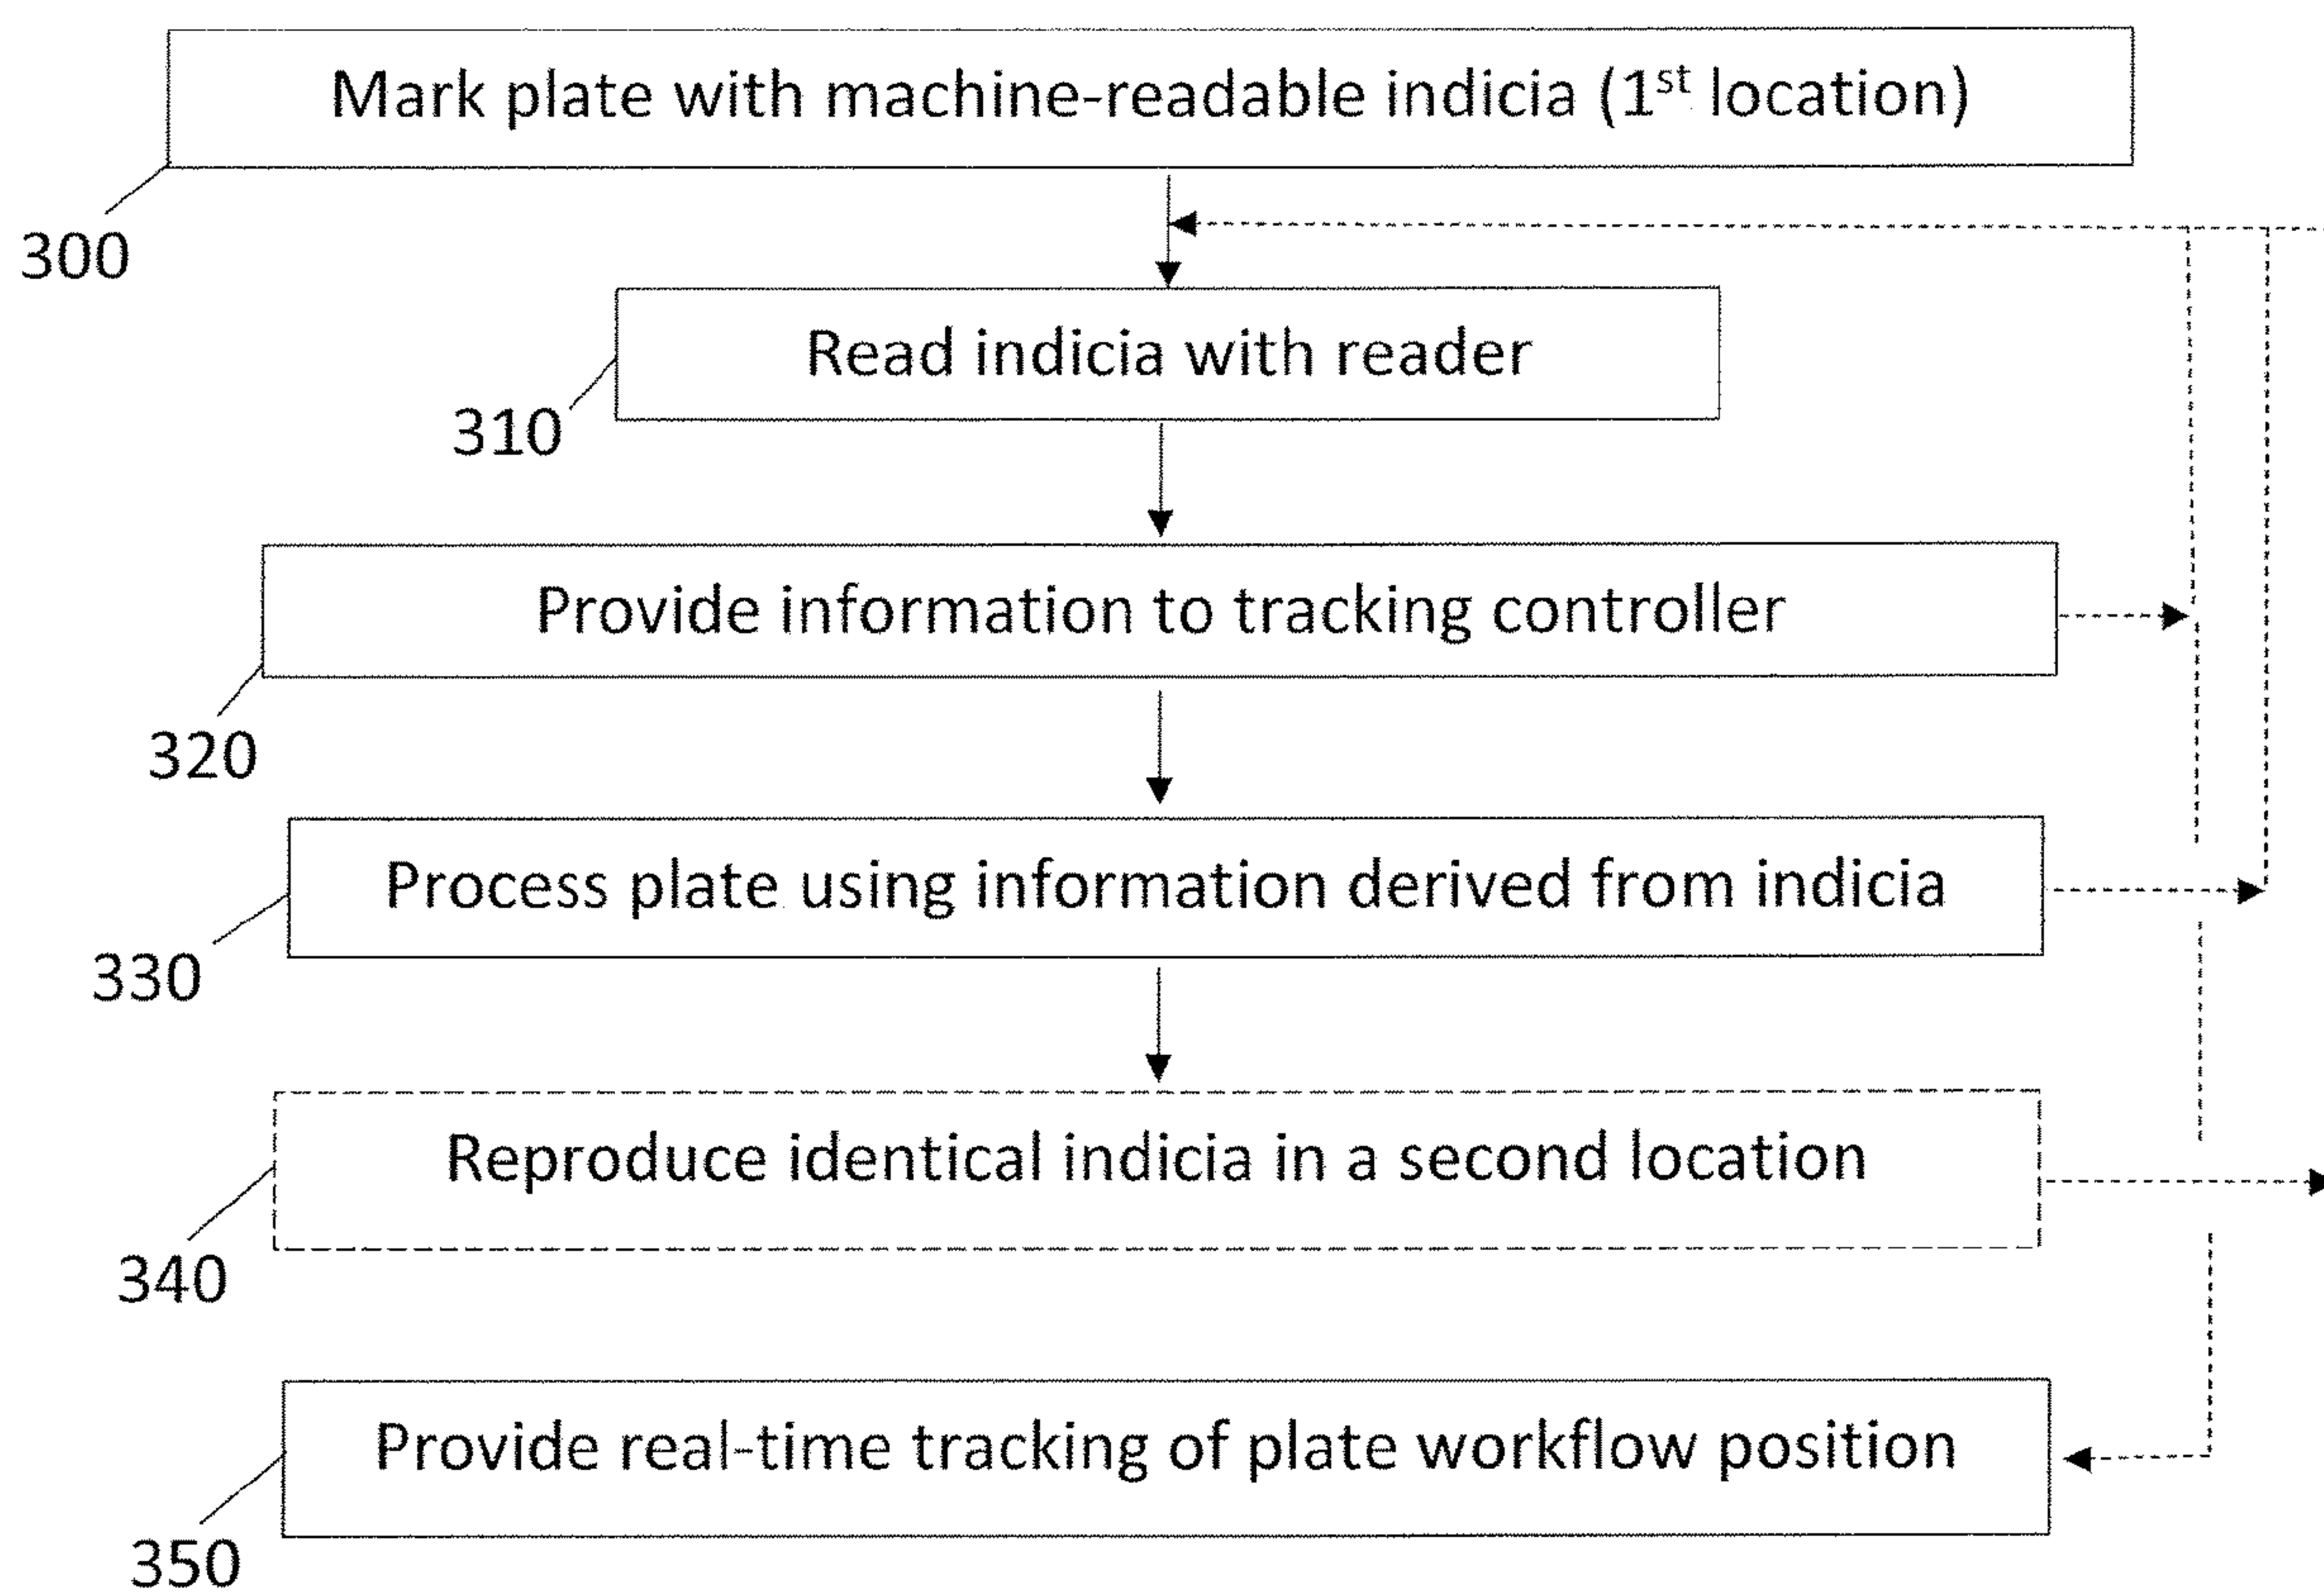 Mark plate with machine-readable indicia (1st location)
300
Read indicia with reader
310
Provide information to tracking controller
320
Process plate using information derived from indicia
330
Reproduce identical indicia in a second location
340
Provide real-time tracking of plate workflow position
350